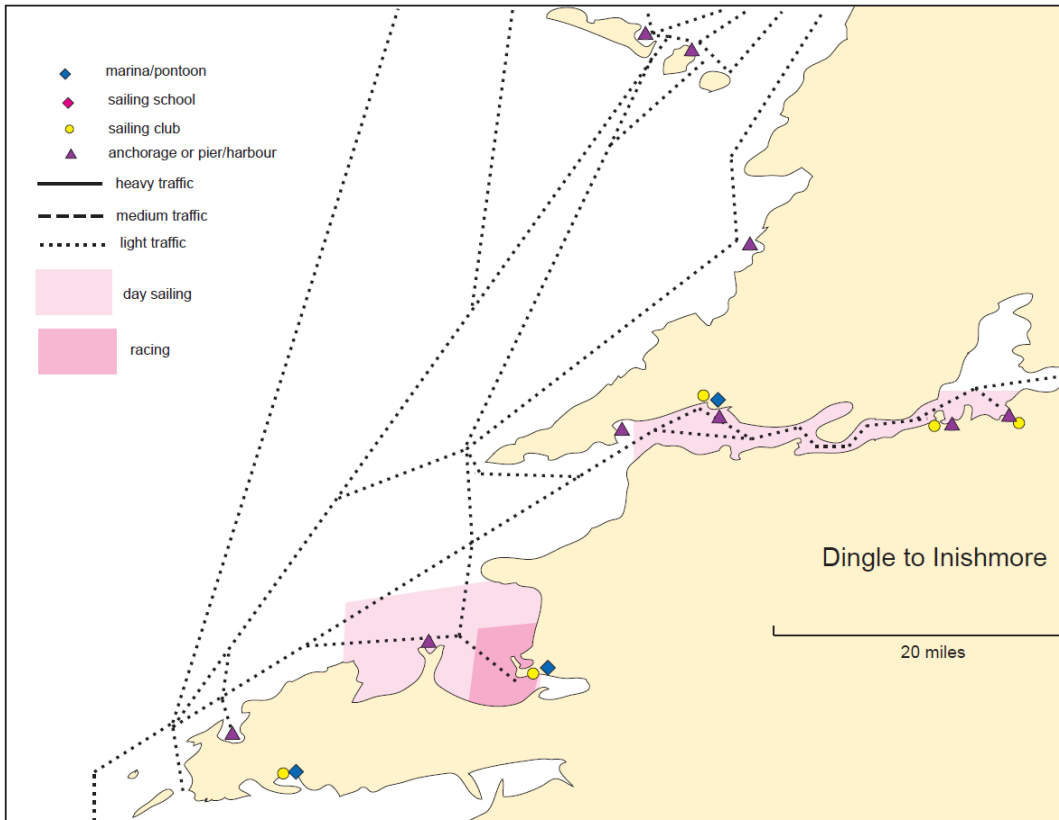 marina/pontoon
sailing school
sailing club
anchorage or pier/harbour
heavy traffic
medium traffic
light traffic
day sailing
racing
Dingle to Inishmore
20 miles